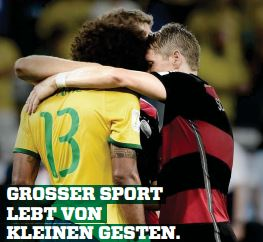 13
GROSSER SPORT
LEBT VON
KLEINEN GESTEN.